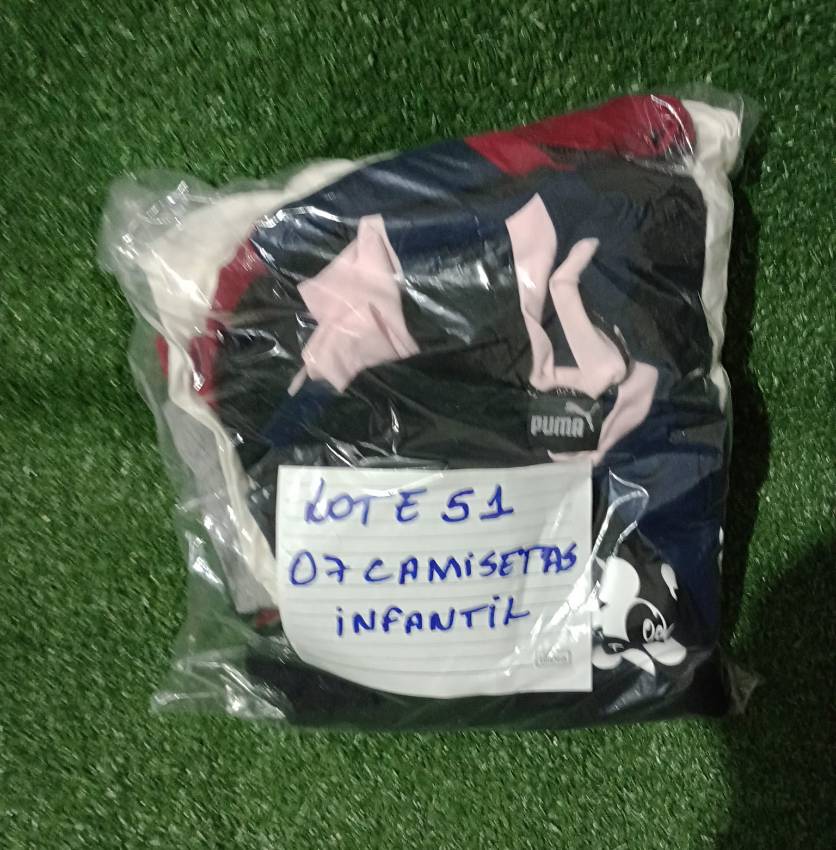 PUMA
LOTE 51
07 CAMISETAS
iNFANTiL